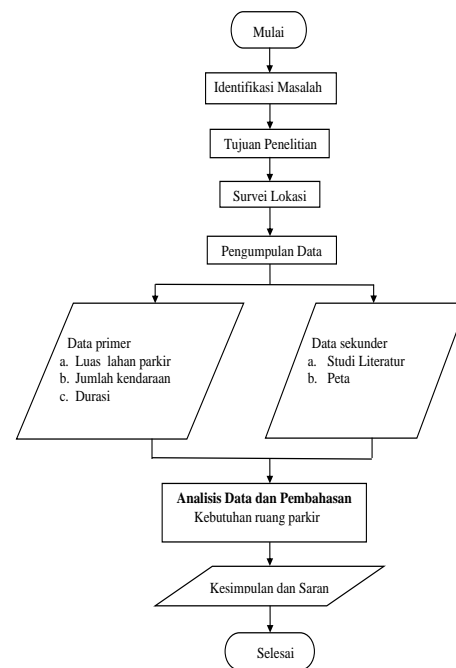 Mulai
Identifikasi Masalah
Tujuan Penelitian
Survei Lokasi
Pengumpulan Data
Data primer
a. Luas lahan parkir
b. Jumlah kendaraan
c. Durasi
Data sekunder
a. Studi Literatur
b. Peta
Analisis Data dan Pembahasan
Kebutuhan ruang parkir
Kesimpulan dan Saran
Selesai